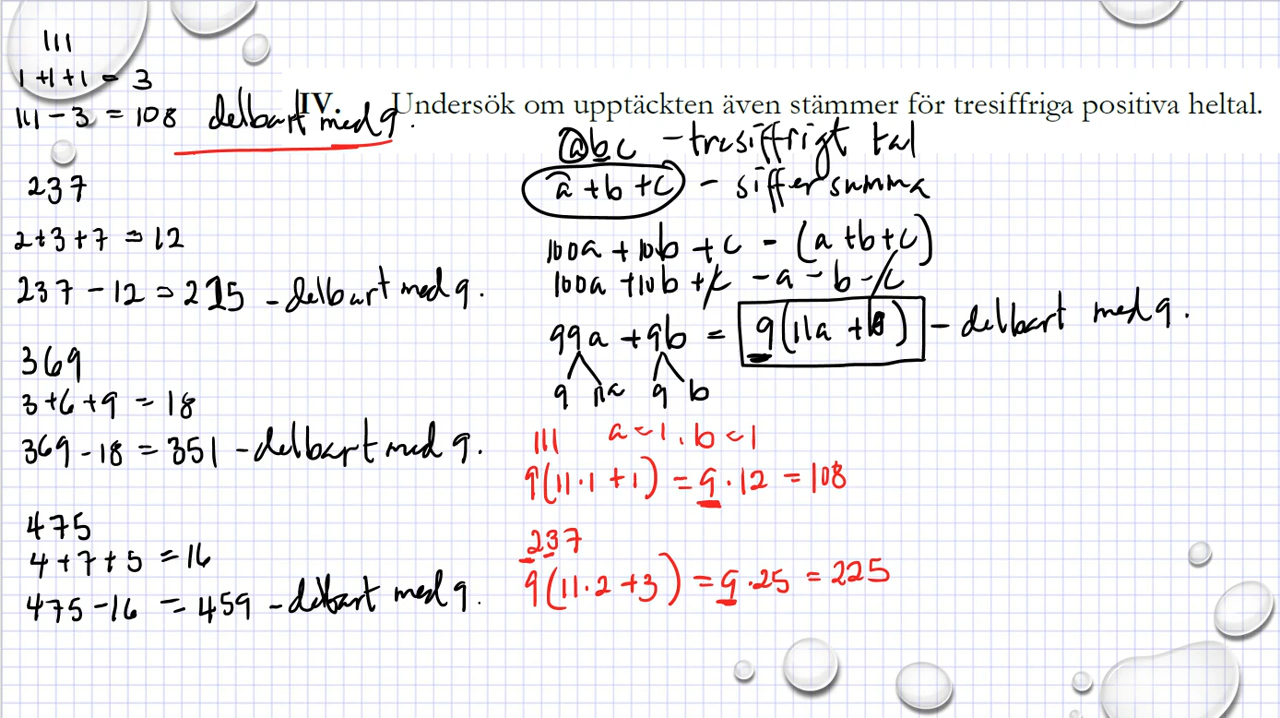 111
1+1+1 = 3
111 - 3 = 108 delbart med 9.
237
2+3+7 = 12
237 - 12 = 225 - delbart med 9.
369
3+6+9 = 18
369 - 18 = 351 - delbart med 9.
475
4+7+5 = 16
475 - 16 = 459 - delbart med 9.
IV. Undersök om upptäckten även stämmer för tresiffriga positiva heltal.
abc - tresiffrigt tal
a+b+c - siffersumma
100a + 10b + c - (a+b+c)
100a + 10b + c - a - b - c
99a + 9b = 9(11a + b) - delbart med 9.
9 11a 9 b
111 a=1, b=1
9(11·1+1) = 9·12 = 108
237
9(11·2+3) = 9·25 = 225